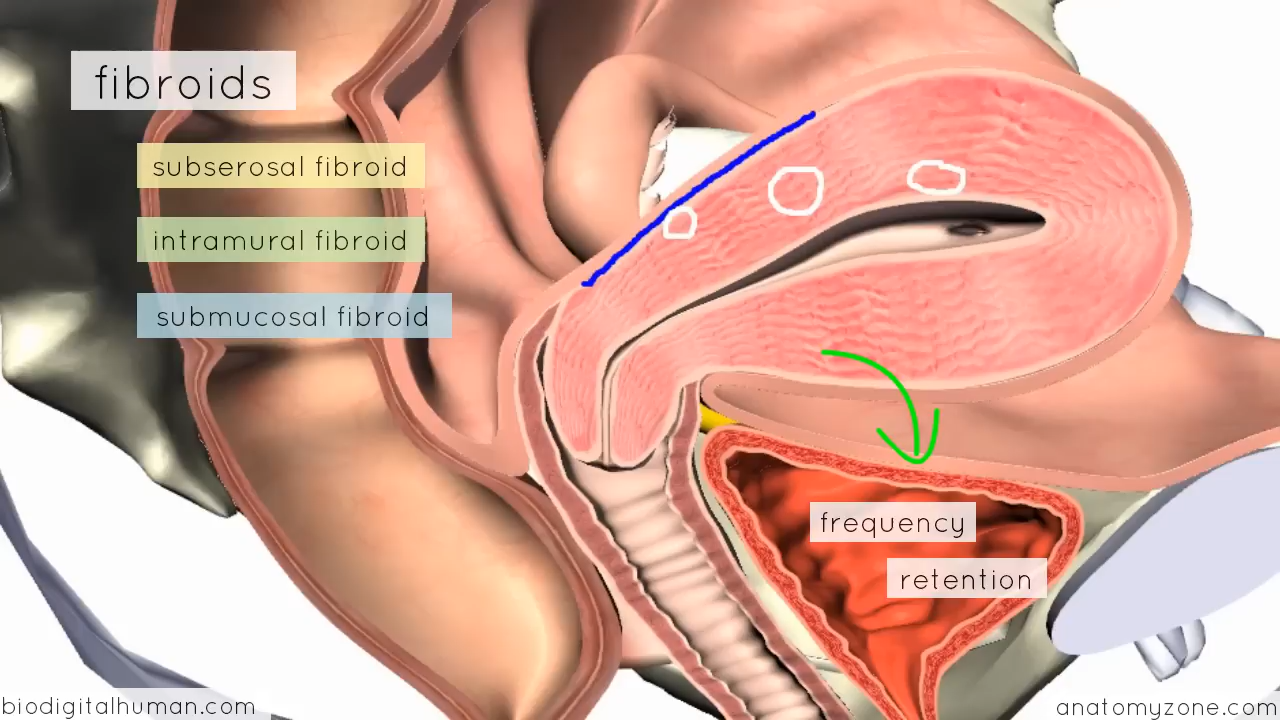 fibroids
subserosal fibroid
intramural fibroid
submucosal fibroid
frequency
retention
biodigitalhuman.com
anatomyzone.com